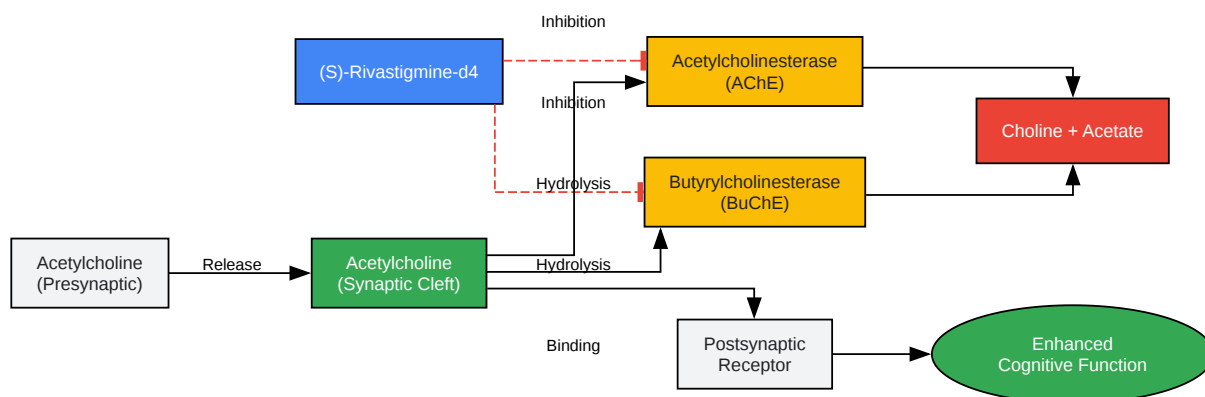 Inhibition
(S)-Rivastigmine-d4
Acetylcholinesterase
(AChE)
Inhibition
Choline + Acetate
Hydrolysis
Butyrylcholinesterase
(BuChE)
Acetylcholine
(Presynaptic)
Release
Acetylcholine
(Synaptic Cleft)
Hydrolysis
Binding
Postsynaptic
Receptor
Enhanced
Cognitive Function